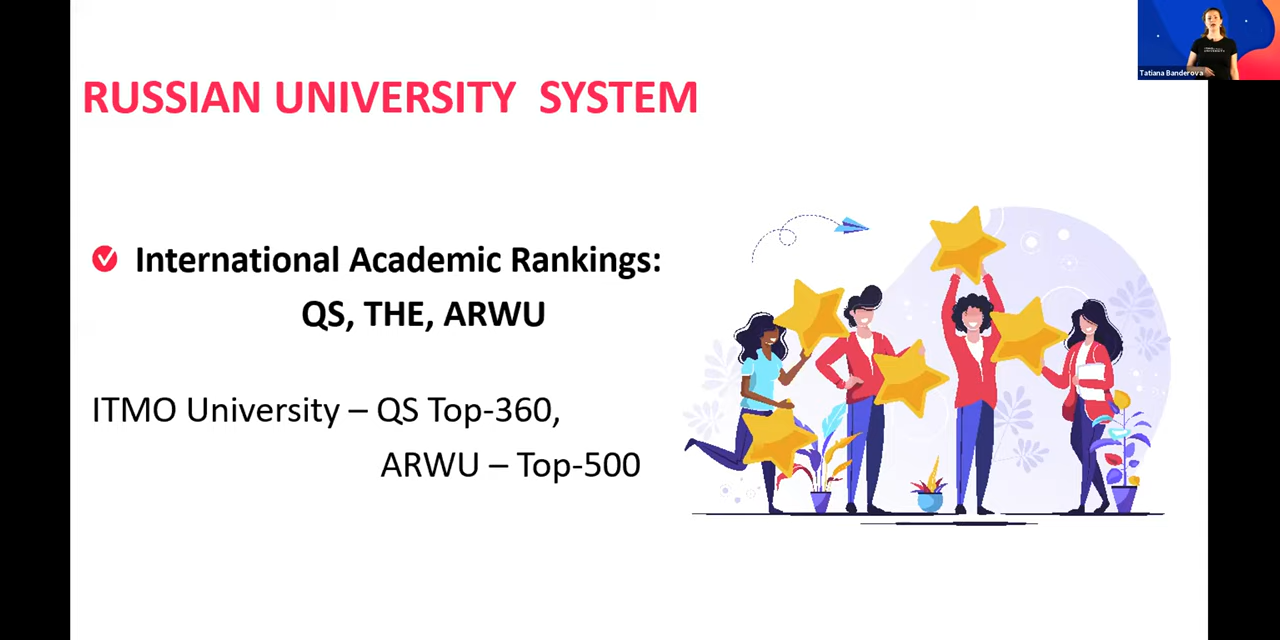 RUSSIAN UNIVERSITY SYSTEM
International Academic Rankings:
QS, THE, ARWU
ITMO University – QS Top-360,
ARWU – Top-500
Tatiana Banderova